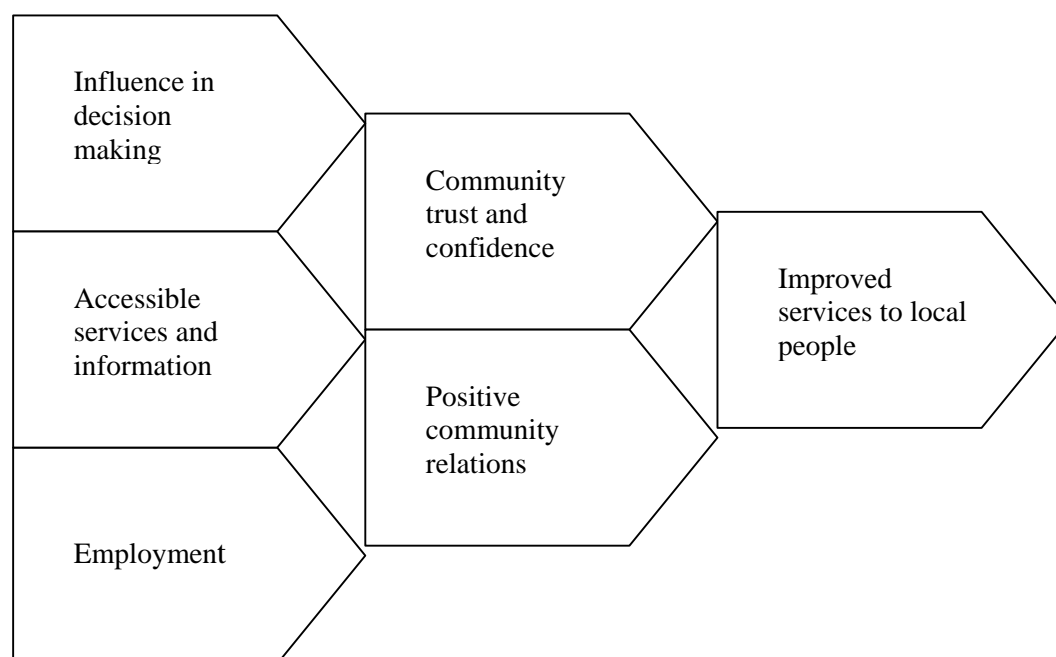 Influence in
decision
making
Accessible
services and
information
Employment
Community
trust and
confidence
Positive
community
relations
Improved
services to local
people